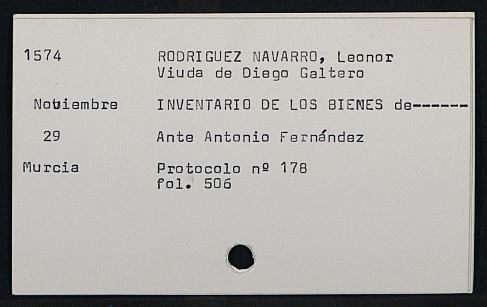 1574 RODRIGUEZ NAVARRO, Leonor
Viuda de Diego Galtero
Noviembre INVENTARIO DE LOS BIENES de------
29 Ante Antonio Fernández
Murcia Protocolo nº 178
fol. 506